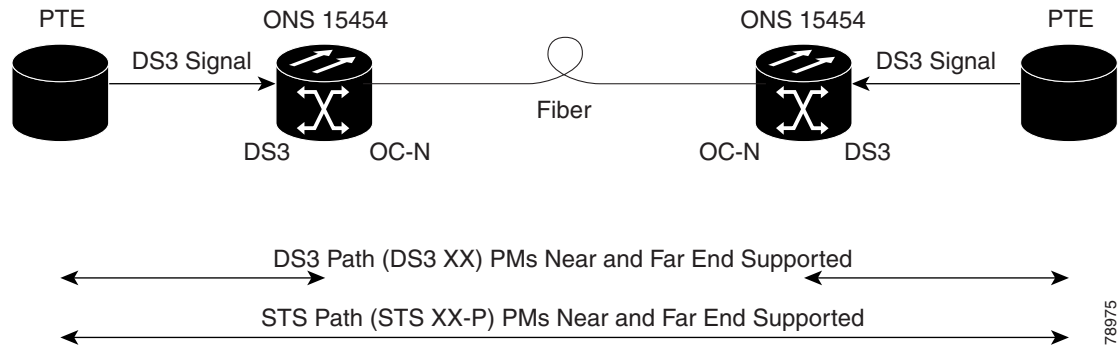 PTE
ONS 15454
ONS 15454
PTE
DS3 Signal
DS3 Signal
Fiber
DS3
OC-N
OC-N
DS3
DS3 Path (DS3 XX) PMs Near and Far End Supported
STS Path (STS XX-P) PMs Near and Far End Supported
78975